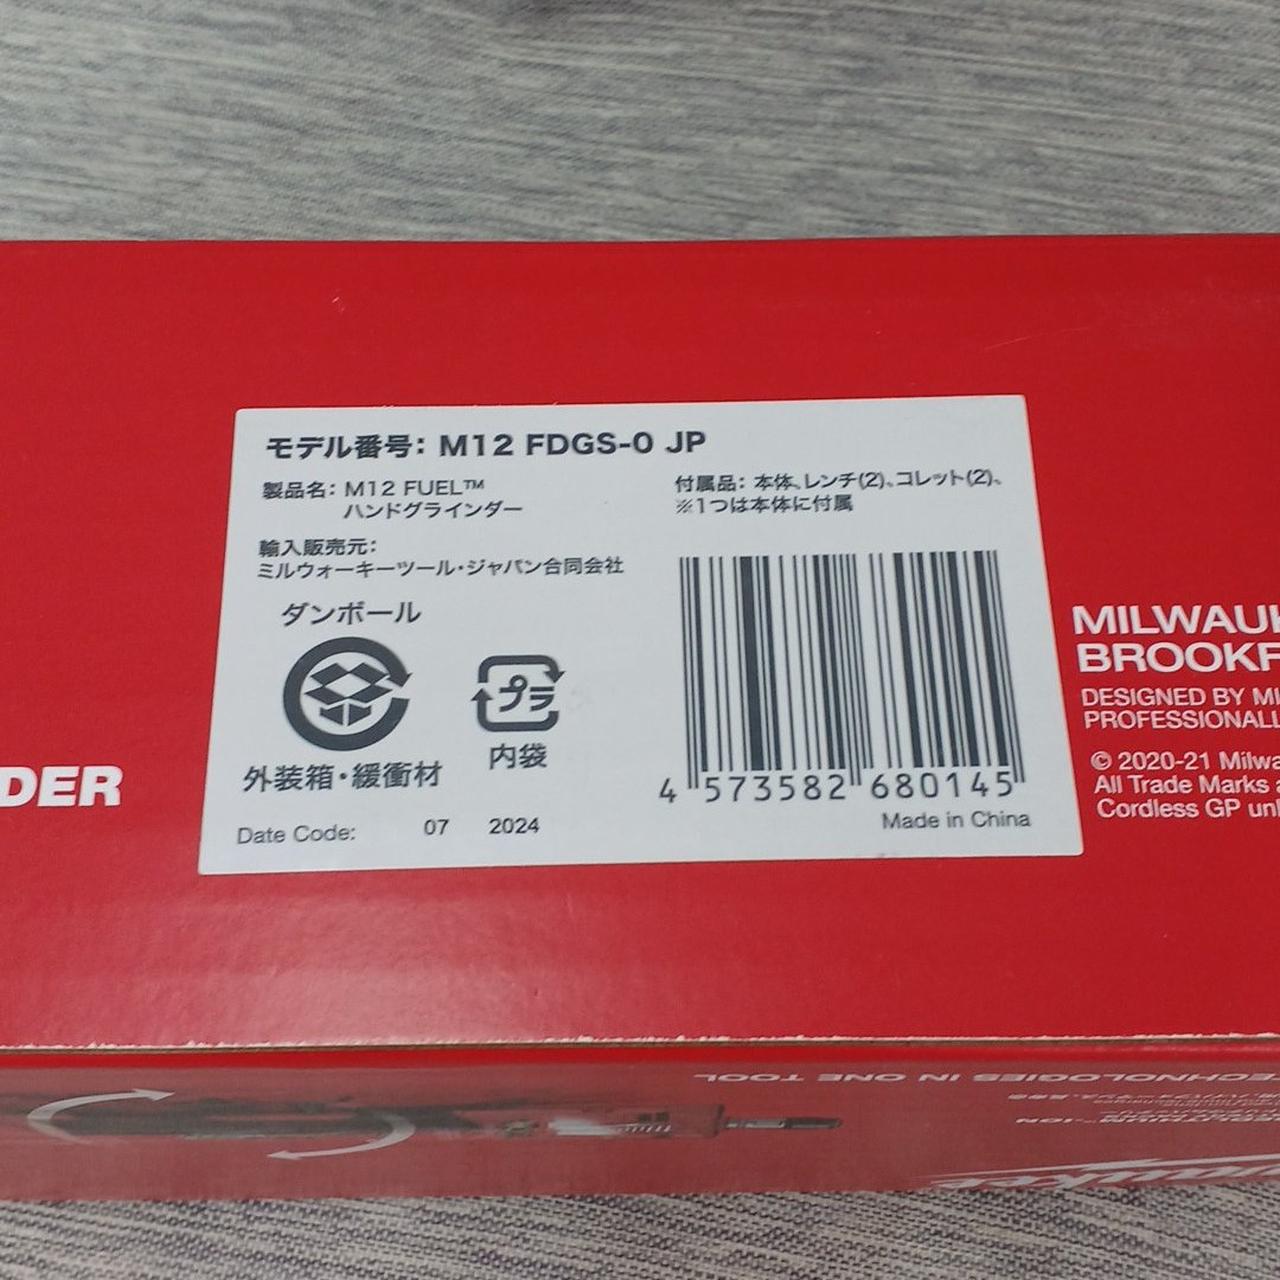 モデル番号: M12 FDGS-0 JP
製品名: M12 FUEL™
ハンドグラインダー
付属品: 本体、レンチ(2)、コレット(2)、
※1つは本体に付属
輸入販売元:
ミルウォーキーツール・ジャパン合同会社
ダンボール
プラ
外装箱・緩衝材
内袋
4 573582 680145
Date Code: 07 2024
Made in China
DER
MILWAUK
BROOKF
DESIGNED BY MI
PROFESSIONALL
© 2020-21 Milwa
All Trade Marks a
Cordless GP unl
ECHNOLOGIES IN ONE TOOL